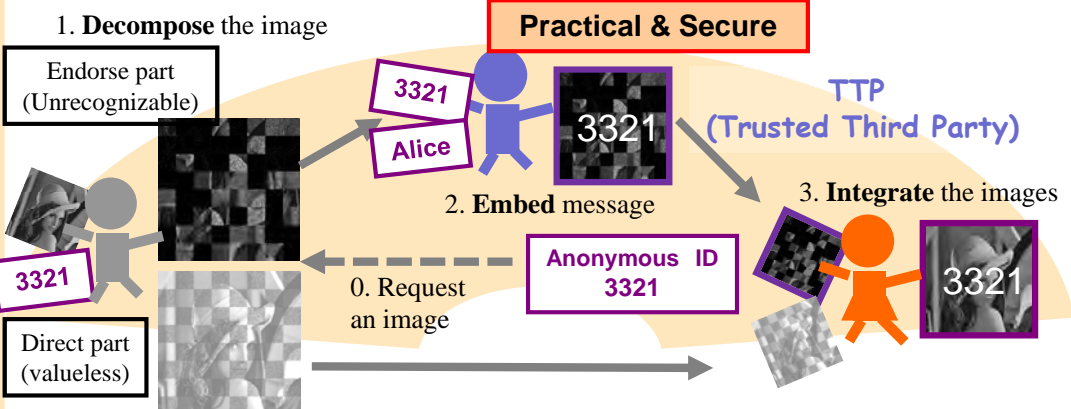 1. Decompose the image
Practical & Secure
Endorse part
(Unrecognizable)
3321
Alice
3321
TTP
(Trusted Third Party)
2. Embed message
3. Integrate the images
3321
Anonymous ID
3321
0. Request
an image
3321
Direct part
(valueless)